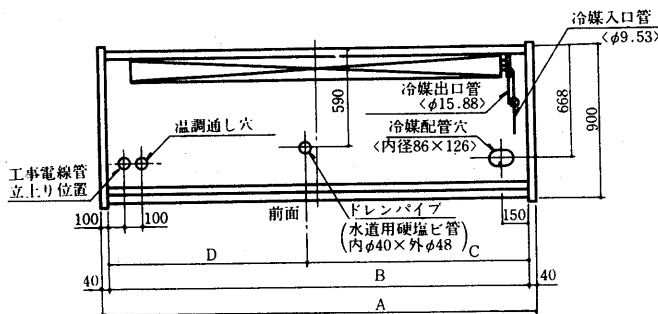 冷媒入口管
<φ9.53>
冷媒出口管
<φ15.88>
590
668
900
温調通し穴
冷媒配管穴
<内径86×126>
工事電線管
立上り位置
100
100
前面
ドレンパイプ
(水道用硬塩ビ管
内φ40×外φ48)
150
D
C
40
B
40
A